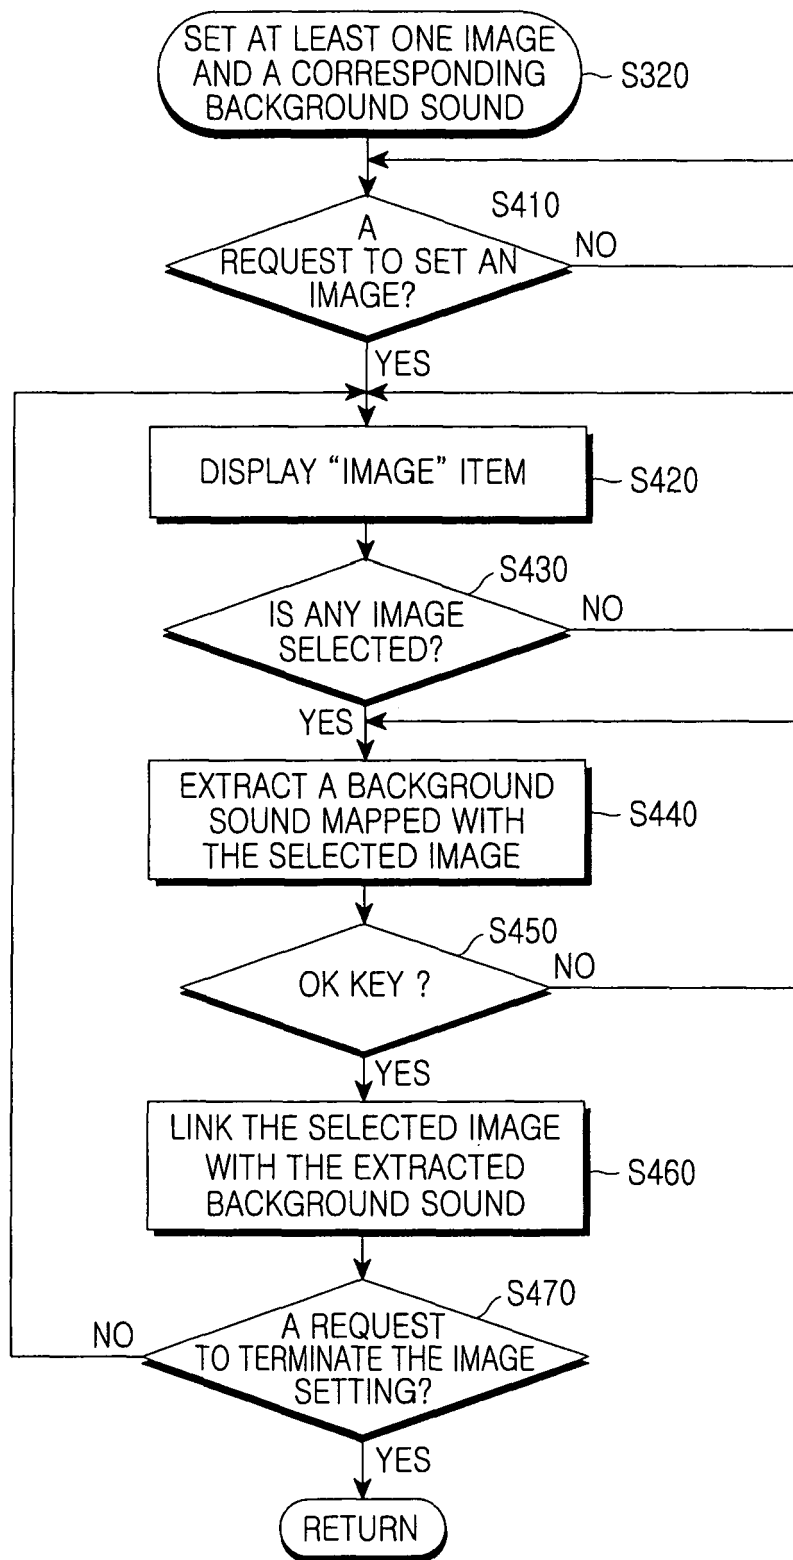 SET AT LEAST ONE IMAGE
AND A CORRESPONDING
BACKGROUND SOUND
S320
S410
A
REQUEST TO SET AN
IMAGE?
NO
YES
DISPLAY “IMAGE” ITEM
S420
S430
IS ANY IMAGE
SELECTED?
NO
YES
EXTRACT A BACKGROUND
SOUND MAPPED WITH
THE SELECTED IMAGE
S440
S450
OK KEY ?
NO
YES
LINK THE SELECTED IMAGE
WITH THE EXTRACTED
BACKGROUND SOUND
S460
S470
A REQUEST
TO TERMINATE THE IMAGE
SETTING?
NO
YES
RETURN